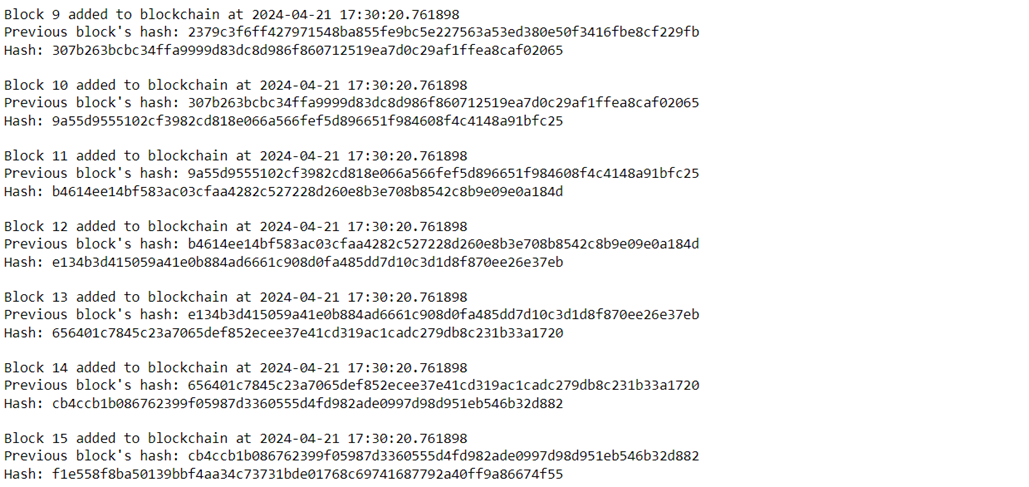 Block 9 added to blockchain at 2024-04-21 17:30:20.761898
Previous block's hash: 2379c3f6ff427971548ba855fe9bc5e227563a53ed380e50f3416fbe8cf229fb
Hash: 307b263bcbc34ffa9999d83dc8d986f860712519ea7d0c29af1ffea8caf02065
Block 10 added to blockchain at 2024-04-21 17:30:20.761898
Previous block's hash: 307b263bcbc34ffa9999d83dc8d986f860712519ea7d0c29af1ffea8caf02065
Hash: 9a55d9555102cf3982cd818e066a566fef5d896651f984608f4c4148a91bfc25
Block 11 added to blockchain at 2024-04-21 17:30:20.761898
Previous block's hash: 9a55d9555102cf3982cd818e066a566fef5d896651f984608f4c4148a91bfc25
Hash: b4614ee14bf583ac03cfaa4282c527228d260e8b3e708b8542c8b9e09e0a184d
Block 12 added to blockchain at 2024-04-21 17:30:20.761898
Previous block's hash: b4614ee14bf583ac03cfaa4282c527228d260e8b3e708b8542c8b9e09e0a184d
Hash: e134b3d415059a41e0b884ad6661c908d0fa485dd7d10c3d1d8f870ee26e37eb
Block 13 added to blockchain at 2024-04-21 17:30:20.761898
Previous block's hash: e134b3d415059a41e0b884ad6661c908d0fa485dd7d10c3d1d8f870ee26e37eb
Hash: 656401c7845c23a7065def852ecee37e41cd319ac1cadc279db8c231b33a1720
Block 14 added to blockchain at 2024-04-21 17:30:20.761898
Previous block's hash: 656401c7845c23a7065def852ecee37e41cd319ac1cadc279db8c231b33a1720
Hash: cb4ccb1b086762399f05987d3360555d4fd982ade0997d98d951eb546b32d882
Block 15 added to blockchain at 2024-04-21 17:30:20.761898
Previous block's hash: cb4ccb1b086762399f05987d3360555d4fd982ade0997d98d951eb546b32d882
Hash: f1e558f8ba50139bbf4aa34c73731bde01768c69741687792a40ff9a86674f55